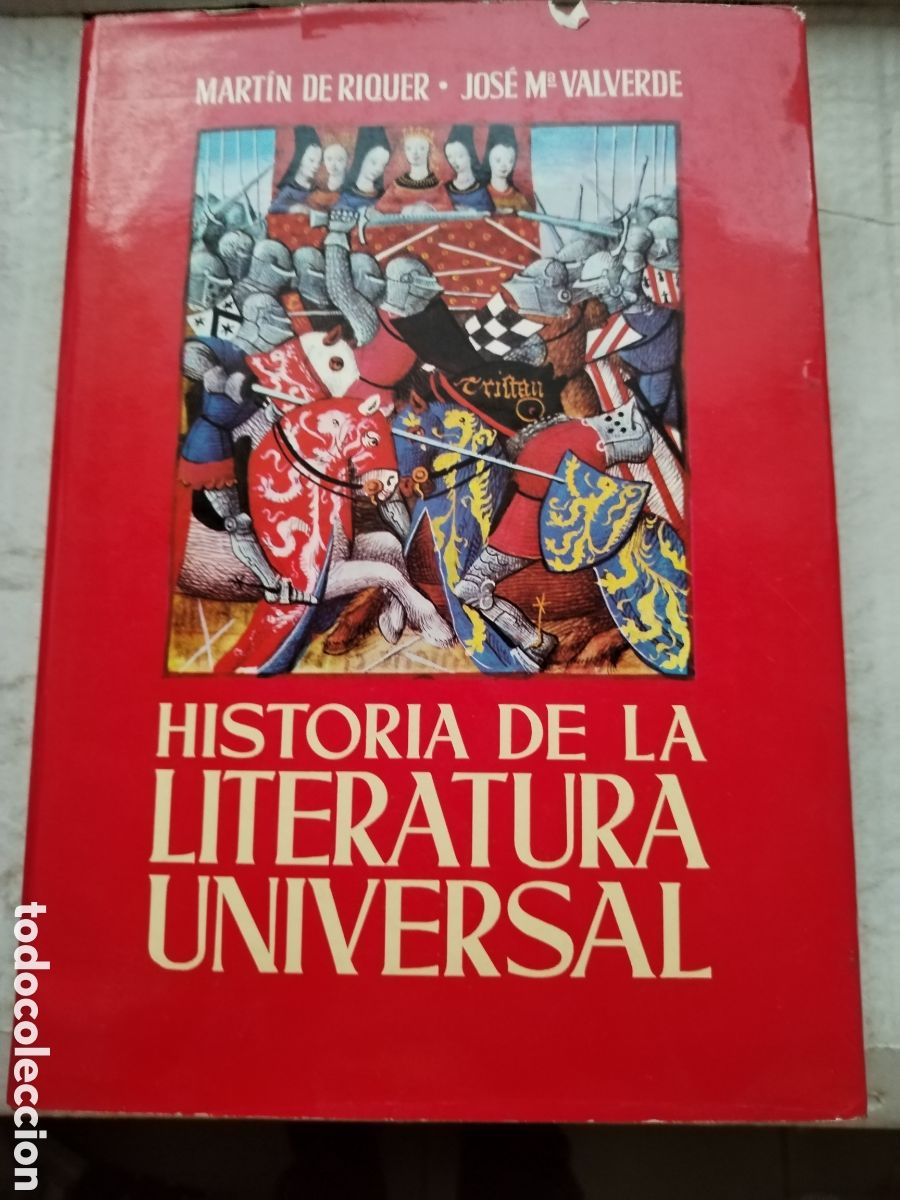 MARTÍN DE RIQUER • JOSÉ Mª VALVERDE
Tristan
HISTORIA DE LA
LITERATURA
UNIVERSAL
todocoleccion